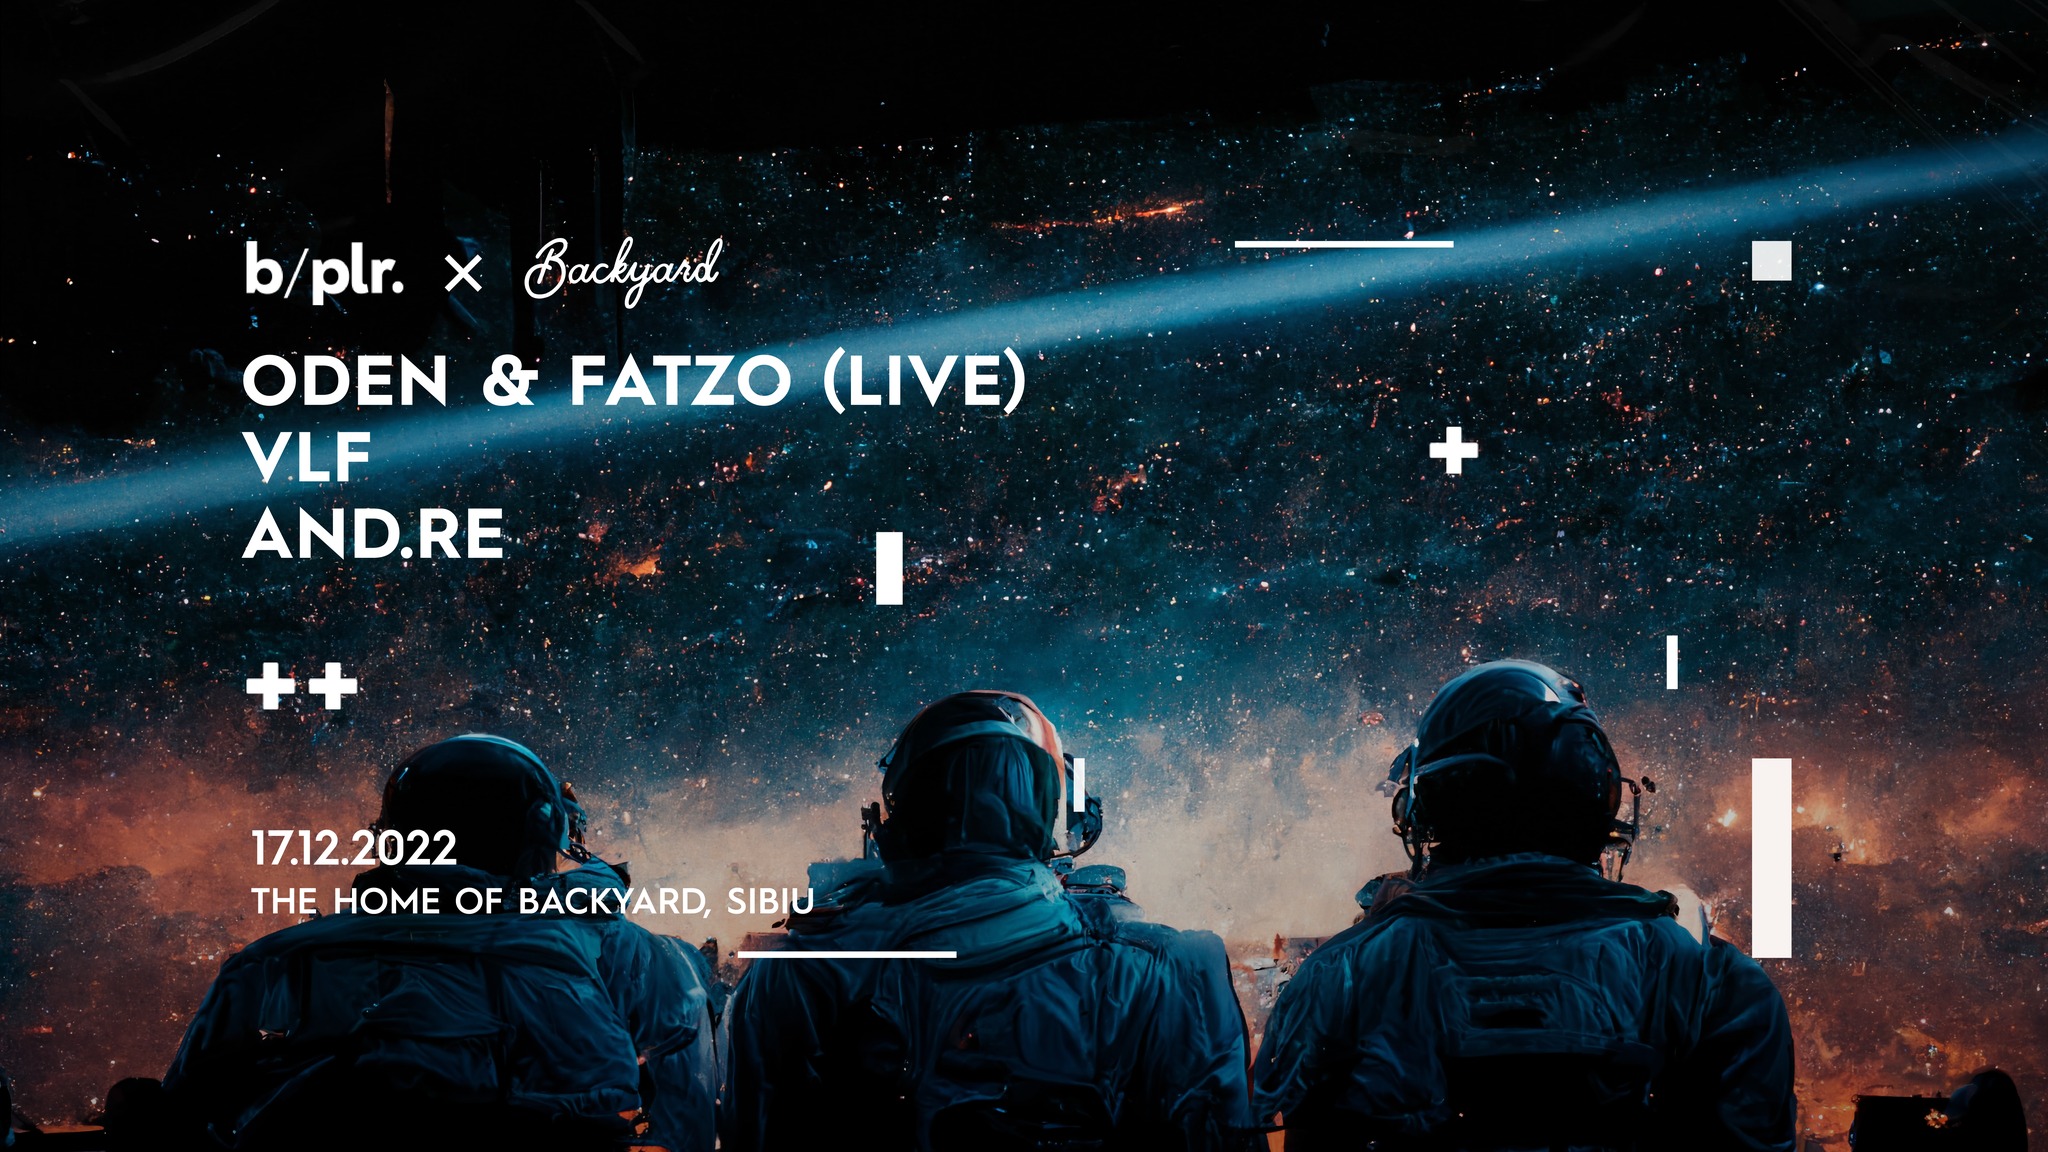 b/plr. × Backyard
ODEN & FATZO (LIVE)
VLF
AND.RE
++
17.12.2022
THE HOME OF BACKYARD, SIBIU